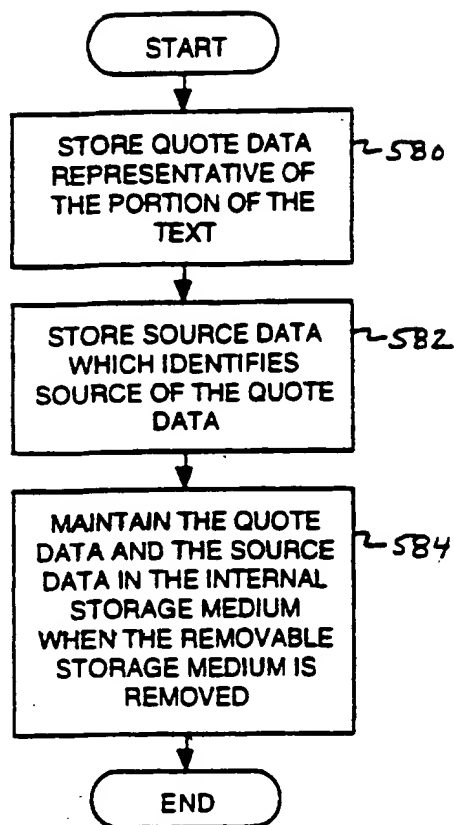 START
STORE QUOTE DATA
REPRESENTATIVE OF
THE PORTION OF THE
TEXT
580
STORE SOURCE DATA
WHICH IDENTIFIES
SOURCE OF THE QUOTE
DATA
582
MAINTAIN THE QUOTE
DATA AND THE SOURCE
DATA IN THE INTERNAL
STORAGE MEDIUM
WHEN THE REMOVABLE
STORAGE MEDIUM IS
REMOVED
584
END